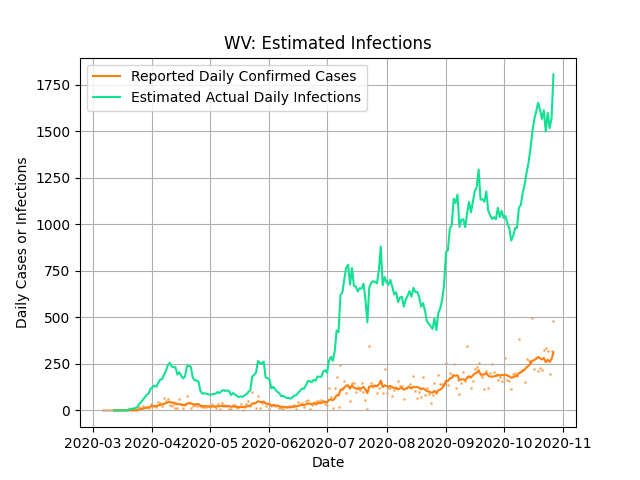 WV: Estimated Infections
Reported Daily Confirmed Cases
Estimated Actual Daily Infections
Daily Cases or Infections
1750
1500
1250
1000
750
500
250
0
2020-03 2020-04 2020-05 2020-06 2020-07 2020-08 2020-09 2020-10 2020-11
Date